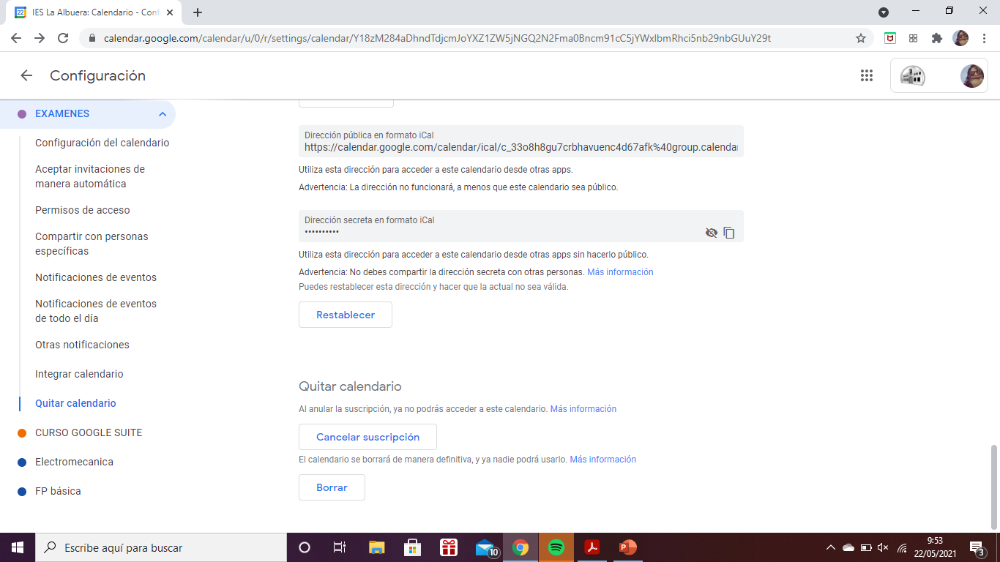 IES La Albuera: Calendario - Conf
calendar.google.com/calendar/u/0/r/settings/calendar/Y18zM284aDhndTdjcmJoYXZ1ZW5jNGQ2N2Fma0Bncm91cC5jYWxlbmRhci5nb29nbGUuY29t
Configuración
EXAMENES
Configuración del calendario
Aceptar invitaciones de
manera automática
Permisos de acceso
Compartir con personas
específicas
Notificaciones de eventos
Notificaciones de eventos
de todo el día
Otras notificaciones
Integrar calendario
Quitar calendario
CURSO GOOGLE SUITE
Electromecanica
FP básica
Dirección pública en formato iCal
https://calendar.google.com/calendar/ical/c_33o8h8gu7crbhavuenc4d67afk%40group.calendar
Utiliza esta dirección para acceder a este calendario desde otras apps.
Advertencia: La dirección no funcionará, a menos que este calendario sea público.
Dirección secreta en formato iCal
••••••••••
Utiliza esta dirección para acceder a este calendario desde otras apps sin hacerlo público.
Advertencia: No debes compartir la dirección secreta con otras personas. Más información
Puedes restablecer esta dirección y hacer que la actual no sea válida.
Restablecer
Quitar calendario
Al anular la suscripción, ya no podrás acceder a este calendario. Más información
Cancelar suscripción
El calendario se borrará de manera definitiva, y ya nadie podrá usarlo. Más información
Borrar
Escribe aquí para buscar
10
9:53
22/05/2021
3